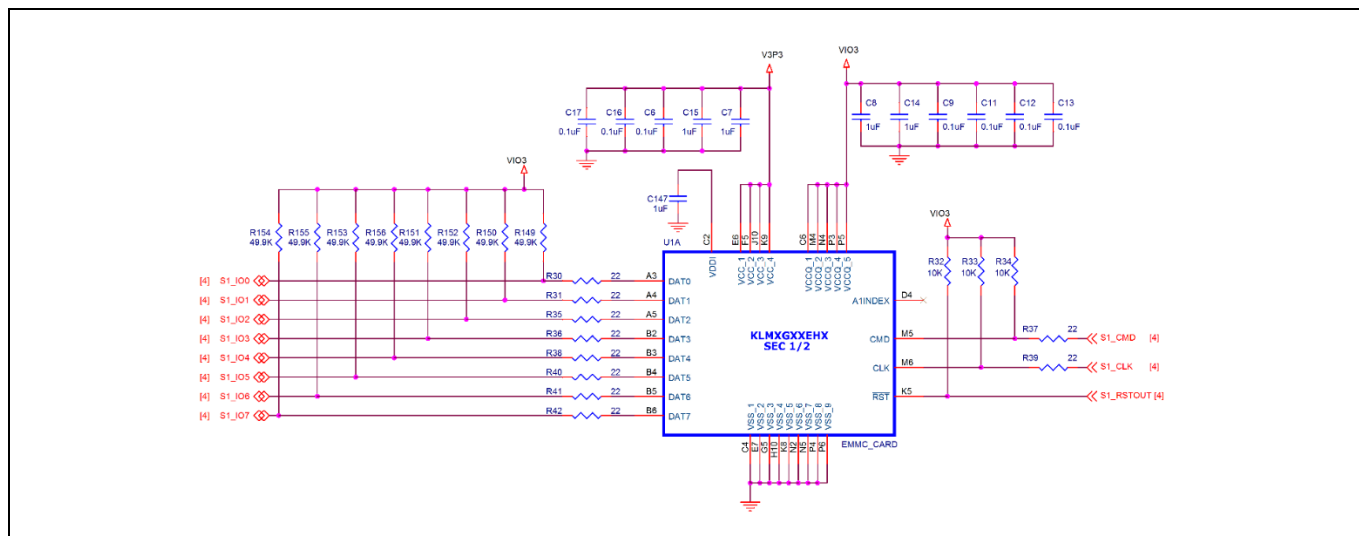 V3P3
VIO3
C17
0.1uF
C16
0.1uF
C6
0.1uF
C15
1uF
C7
1uF
C8
1uF
C14
1uF
C9
0.1uF
C11
0.1uF
C12
0.1uF
C13
0.1uF
VIO3
C147
1uF
R154
49.9K
R155
49.9K
R153
49.9K
R156
49.9K
R151
49.9K
R152
49.9K
R150
49.9K
R149
49.9K
VIO3
R32
10K
R33
10K
R34
10K
U1A
C2
E6
F5
J10
K9
C6
M4
N4
P3
P5
VDDI
VCC_1
VCC_2
VCC_3
VCC_4
VCCQ_1
VCCQ_2
VCCQ_3
VCCQ_4
VCCQ_5
[4] S1_IO0 R30 22 A3 DAT0
[4] S1_IO1 R31 22 A4 DAT1
[4] S1_IO2 R35 22 A5 DAT2
[4] S1_IO3 R36 22 B2 DAT3
[4] S1_IO4 R38 22 B3 DAT4
[4] S1_IO5 R40 22 B4 DAT5
[4] S1_IO6 R41 22 B5 DAT6
[4] S1_IO7 R42 22 B6 DAT7
KLMXGXXEHX
SEC 1/2
A1INDEX D4
CMD M5 R37 22 S1_CMD [4]
CLK M6 R39 22 S1_CLK [4]
RST K5 S1_RSTOUT [4]
VSS_1
VSS_2
VSS_3
VSS_4
VSS_5
VSS_6
VSS_7
VSS_8
VSS_9
EMMC_CARD
C4
E7
G5
H10
K8
N2
N5
P4
P6